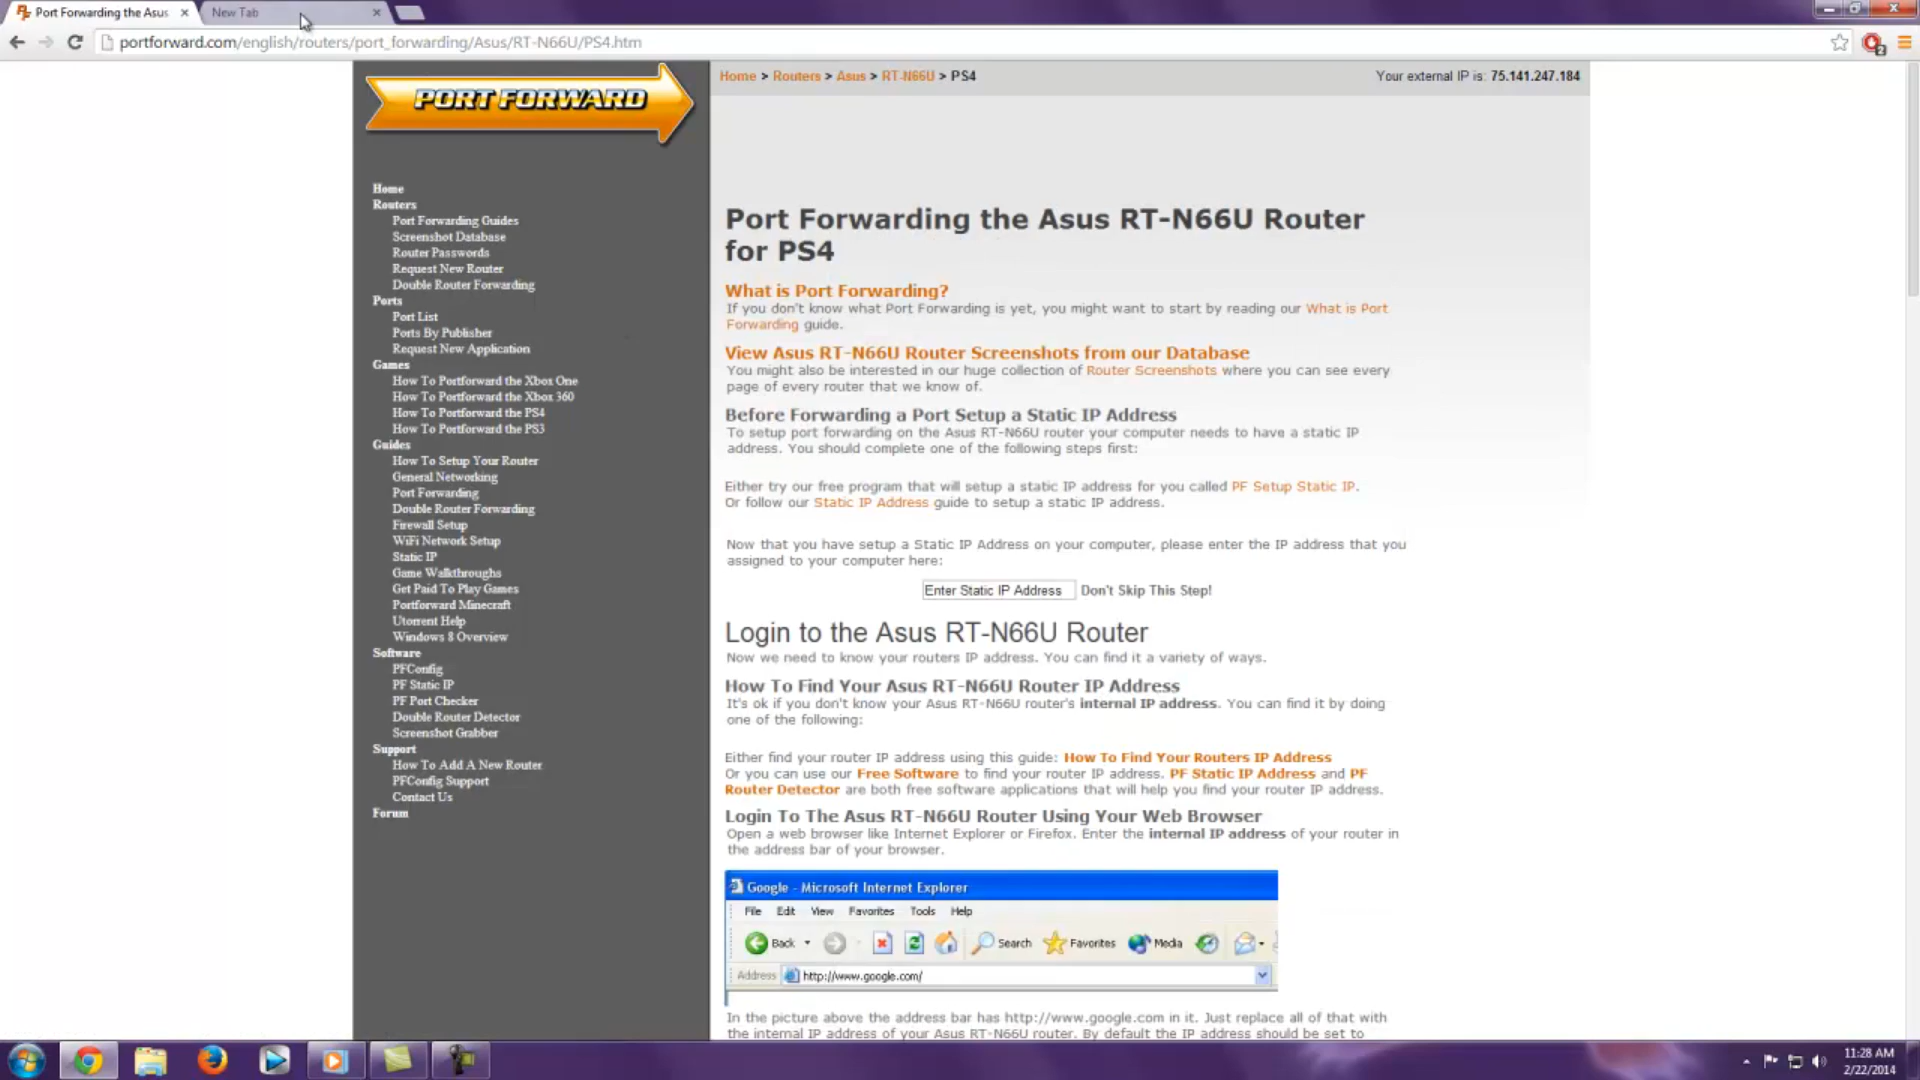 Port Forwarding the Asus
New Tab
portforward.com/english/routers/port_forwarding/Asus/RT-N66U/PS4.htm
2
PORT FORWARD
Home > Routers > Asus > RT-N66U > PS4
Your external IP is: 75.141.247.184
Home
Routers
Port Forwarding Guides
Screenshot Database
Router Passwords
Request New Router
Double Router Forwarding
Ports
Port List
Ports By Publisher
Request New Application
Games
How To Portforward the Xbox One
How To Portforward the Xbox 360
How To Portforward the PS4
How To Portforward the PS3
Guides
How To Setup Your Router
General Networking
Port Forwarding
Double Router Forwarding
Firewall Setup
WiFi Network Setup
Static IP
Game Walkthroughs
Get Paid To Play Games
Portforward Minecraft
Utorrent Help
Windows 8 Overview
Software
PFConfig
PF Static IP
PF Port Checker
Double Router Detector
Screenshot Grabber
Support
How To Add A New Router
PFConfig Support
Contact Us
Forum
Port Forwarding the Asus RT-N66U Router
for PS4
What is Port Forwarding?
If you don't know what Port Forwarding is yet, you might want to start by reading our What is Port
Forwarding guide.
View Asus RT-N66U Router Screenshots from our Database
You might also be interested in our huge collection of Router Screenshots where you can see every
page of every router that we know of.
Before Forwarding a Port Setup a Static IP Address
To setup port forwarding on the Asus RT-N66U router your computer needs to have a static IP
address. You should complete one of the following steps first:
Either try our free program that will setup a static IP address for you called PF Setup Static IP.
Or follow our Static IP Address guide to setup a static IP address.
Now that you have setup a Static IP Address on your computer, please enter the IP address that you
assigned to your computer here:
Enter Static IP Address Don't Skip This Step!
Login to the Asus RT-N66U Router
Now we need to know your routers IP address. You can find it a variety of ways.
How To Find Your Asus RT-N66U Router IP Address
It's ok if you don't know your Asus RT-N66U router's internal IP address. You can find it by doing
one of the following:
Either find your router IP address using this guide: How To Find Your Routers IP Address
Or you can use our Free Software to find your router IP address. PF Static IP Address and PF
Router Detector are both free software applications that will help you find your router IP address.
Login To The Asus RT-N66U Router Using Your Web Browser
Open a web browser like Internet Explorer or Firefox. Enter the internal IP address of your router in
the address bar of your browser.
Google - Microsoft Internet Explorer
File Edit View Favorites Tools Help
Back Search Favorites Media
Address http://www.google.com/
In the picture above the address bar has http://www.google.com in it. Just replace all of that with
the internal IP address of your Asus RT-N66U router. By default the IP address should be set to
11:28 AM
2/22/2014